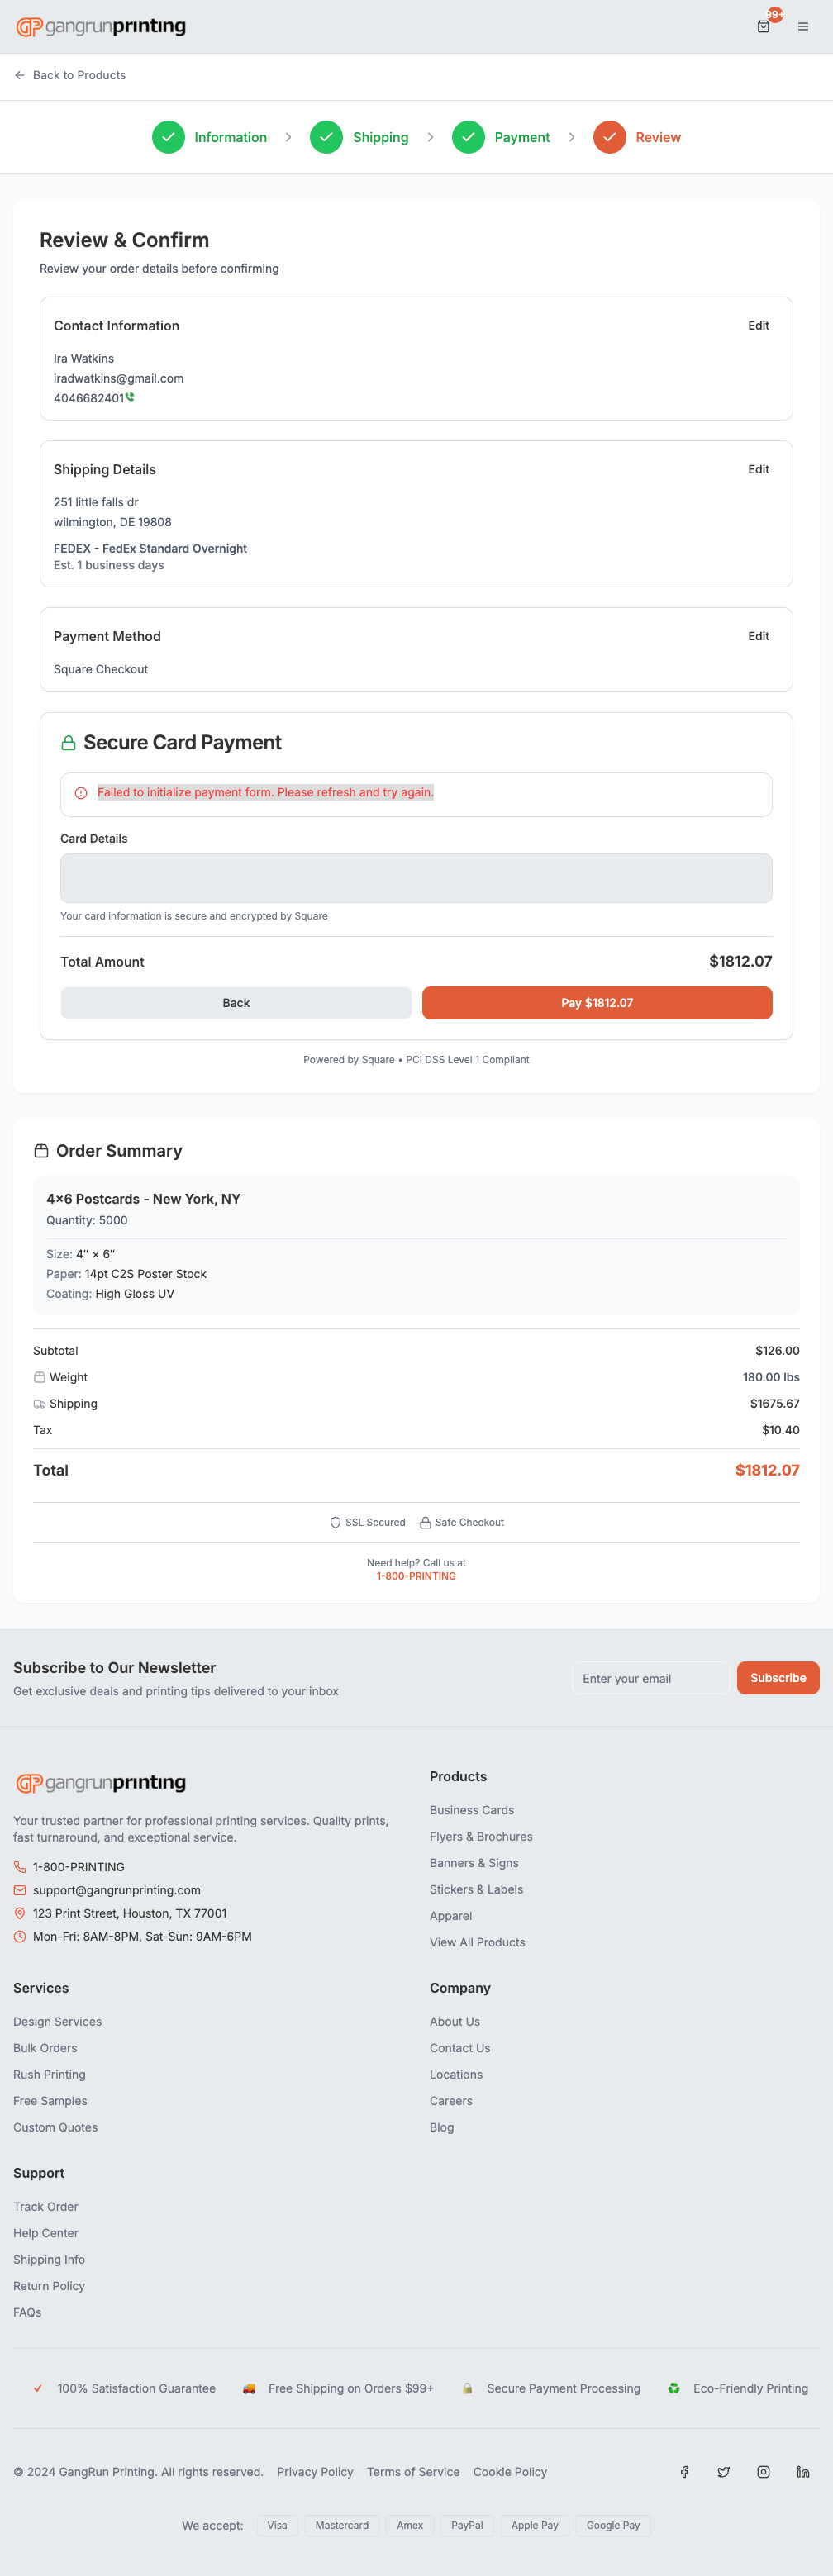 gangrunprinting
99+
Back to Products
Information
Shipping
Payment
Review
Review & Confirm
Review your order details before confirming
Contact Information
Edit
Ira Watkins
iradwatkins@gmail.com
4046682401
Shipping Details
Edit
251 little falls dr
wilmington, DE 19808
FEDEX - FedEx Standard Overnight
Est. 1 business days
Payment Method
Edit
Square Checkout
Secure Card Payment
Failed to initialize payment form. Please refresh and try again.
Card Details
Your card information is secure and encrypted by Square
Total Amount
$1812.07
Back
Pay $1812.07
Powered by Square • PCI DSS Level 1 Compliant
Order Summary
4x6 Postcards - New York, NY
Quantity: 5000
Size: 4″ × 6″
Paper: 14pt C2S Poster Stock
Coating: High Gloss UV
Subtotal
$126.00
Weight
180.00 lbs
Shipping
$1675.67
Tax
$10.40
Total
$1812.07
SSL Secured
Safe Checkout
Need help? Call us at
1-800-PRINTING
Subscribe to Our Newsletter
Get exclusive deals and printing tips delivered to your inbox
Enter your email
Subscribe
gangrunprinting
Your trusted partner for professional printing services. Quality prints,
fast turnaround, and exceptional service.
1-800-PRINTING
support@gangrunprinting.com
123 Print Street, Houston, TX 77001
Mon-Fri: 8AM-8PM, Sat-Sun: 9AM-6PM
Products
Business Cards
Flyers & Brochures
Banners & Signs
Stickers & Labels
Apparel
View All Products
Services
Design Services
Bulk Orders
Rush Printing
Free Samples
Custom Quotes
Company
About Us
Contact Us
Locations
Careers
Blog
Support
Track Order
Help Center
Shipping Info
Return Policy
FAQs
100% Satisfaction Guarantee
Free Shipping on Orders $99+
Secure Payment Processing
Eco-Friendly Printing
© 2024 GangRun Printing. All rights reserved.
Privacy Policy
Terms of Service
Cookie Policy
We accept:
Visa
Mastercard
Amex
PayPal
Apple Pay
Google Pay